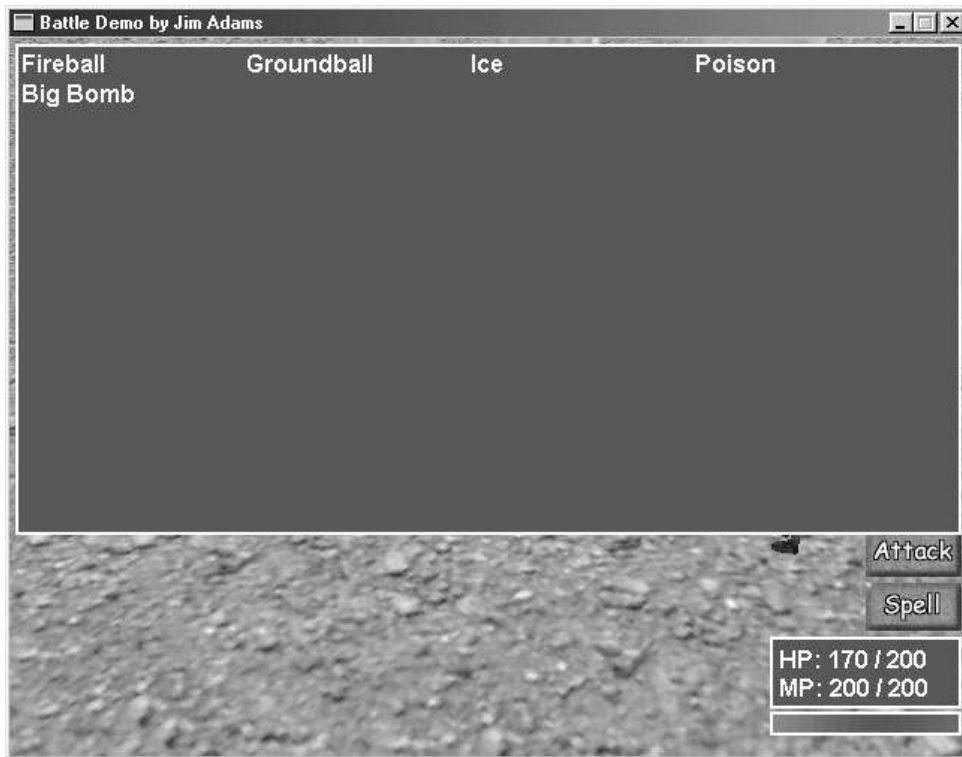 Battle Demo by Jim Adams
Fireball Groundball Ice Poison
Big Bomb
Attack
Spell
HP: 170 / 200
MP: 200 / 200